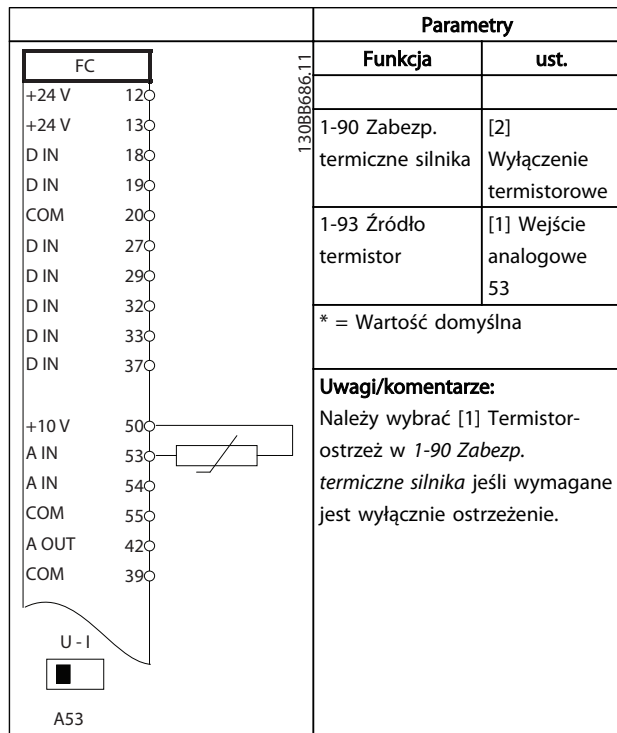 Parametry
Funkcja ust.
FC
130BB686.11
+24 V 12
+24 V 13
D IN 18
D IN 19
COM 20
D IN 27
D IN 29
D IN 32
D IN 33
D IN 37
+10 V 50
A IN 53
A IN 54
COM 55
A OUT 42
COM 39
U - I
A53
1-90 Zabezp. [2]
termiczne silnika Wyłączenie
termistorowe
1-93 Źródło [1] Wejście
termistor analogowe
53
* = Wartość domyślna
Uwagi/komentarze:
Należy wybrać [1] Termistor-
ostrzeż w 1-90 Zabezp.
termiczne silnika jeśli wymagane
jest wyłącznie ostrzeżenie.